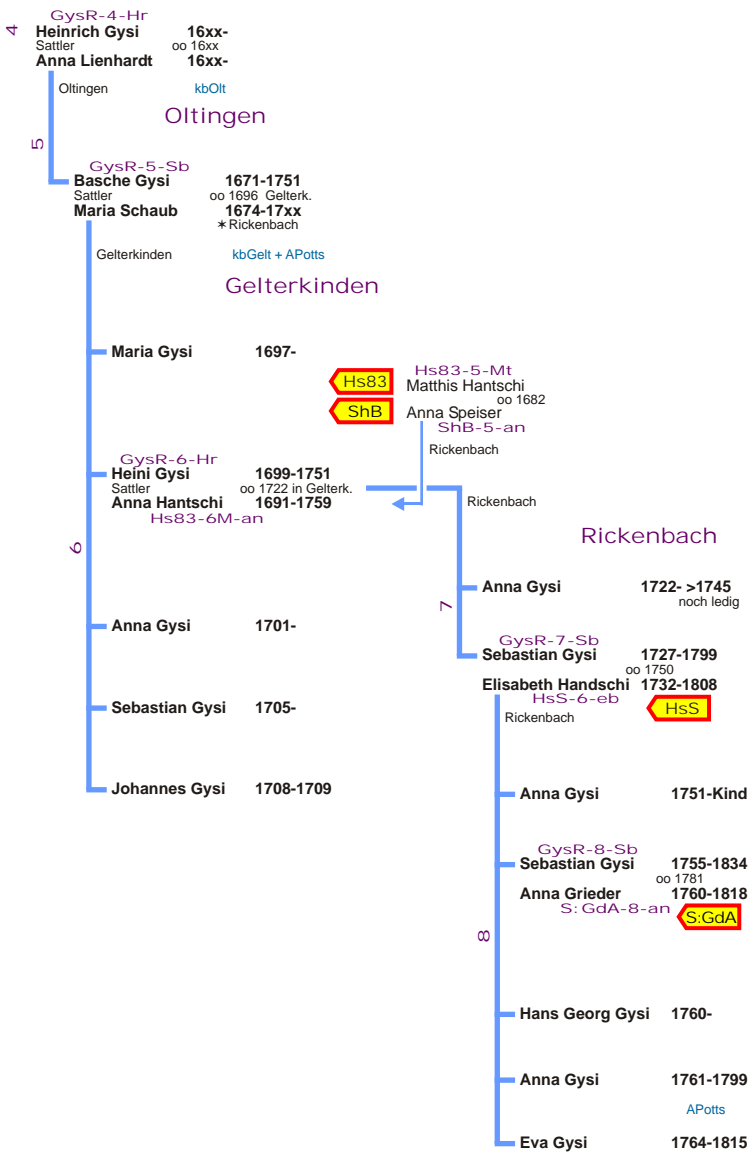 GysR-4-Hr
4
Heinrich Gysi 16xx-
Sattler oo 16xx
Anna Lienhardt 16xx-
Oltingen kbOlt
Oltingen
5
GysR-5-Sb
Basche Gysi 1671-1751
Sattler oo 1696 Gelterk.
Maria Schaub 1674-17xx
✶Rickenbach
Gelterkinden kbGelt + APotts
Gelterkinden
Maria Gysi 1697-
Hs83 Hs83-5-Mt
Matthis Hantschi
oo 1682
ShB Anna Speiser
ShB-5-an
Rickenbach
GysR-6-Hr
Heini Gysi 1699-1751
Sattler oo 1722 in Gelterk.
Anna Hantschi 1691-1759
Hs83-6M-an
Rickenbach
Rickenbach
6
Anna Gysi 1722- >1745
noch ledig
7
Anna Gysi 1701-
GysR-7-Sb
Sebastian Gysi 1727-1799
oo 1750
Elisabeth Handschi 1732-1808
HsS-6-eb HsS
Rickenbach
Sebastian Gysi 1705-
Johannes Gysi 1708-1709
Anna Gysi 1751-Kind
GysR-8-Sb
Sebastian Gysi 1755-1834
oo 1781
Anna Grieder 1760-1818
S:GdA-8-an S:GdA
8
Hans Georg Gysi 1760-
Anna Gysi 1761-1799
APotts
Eva Gysi 1764-1815